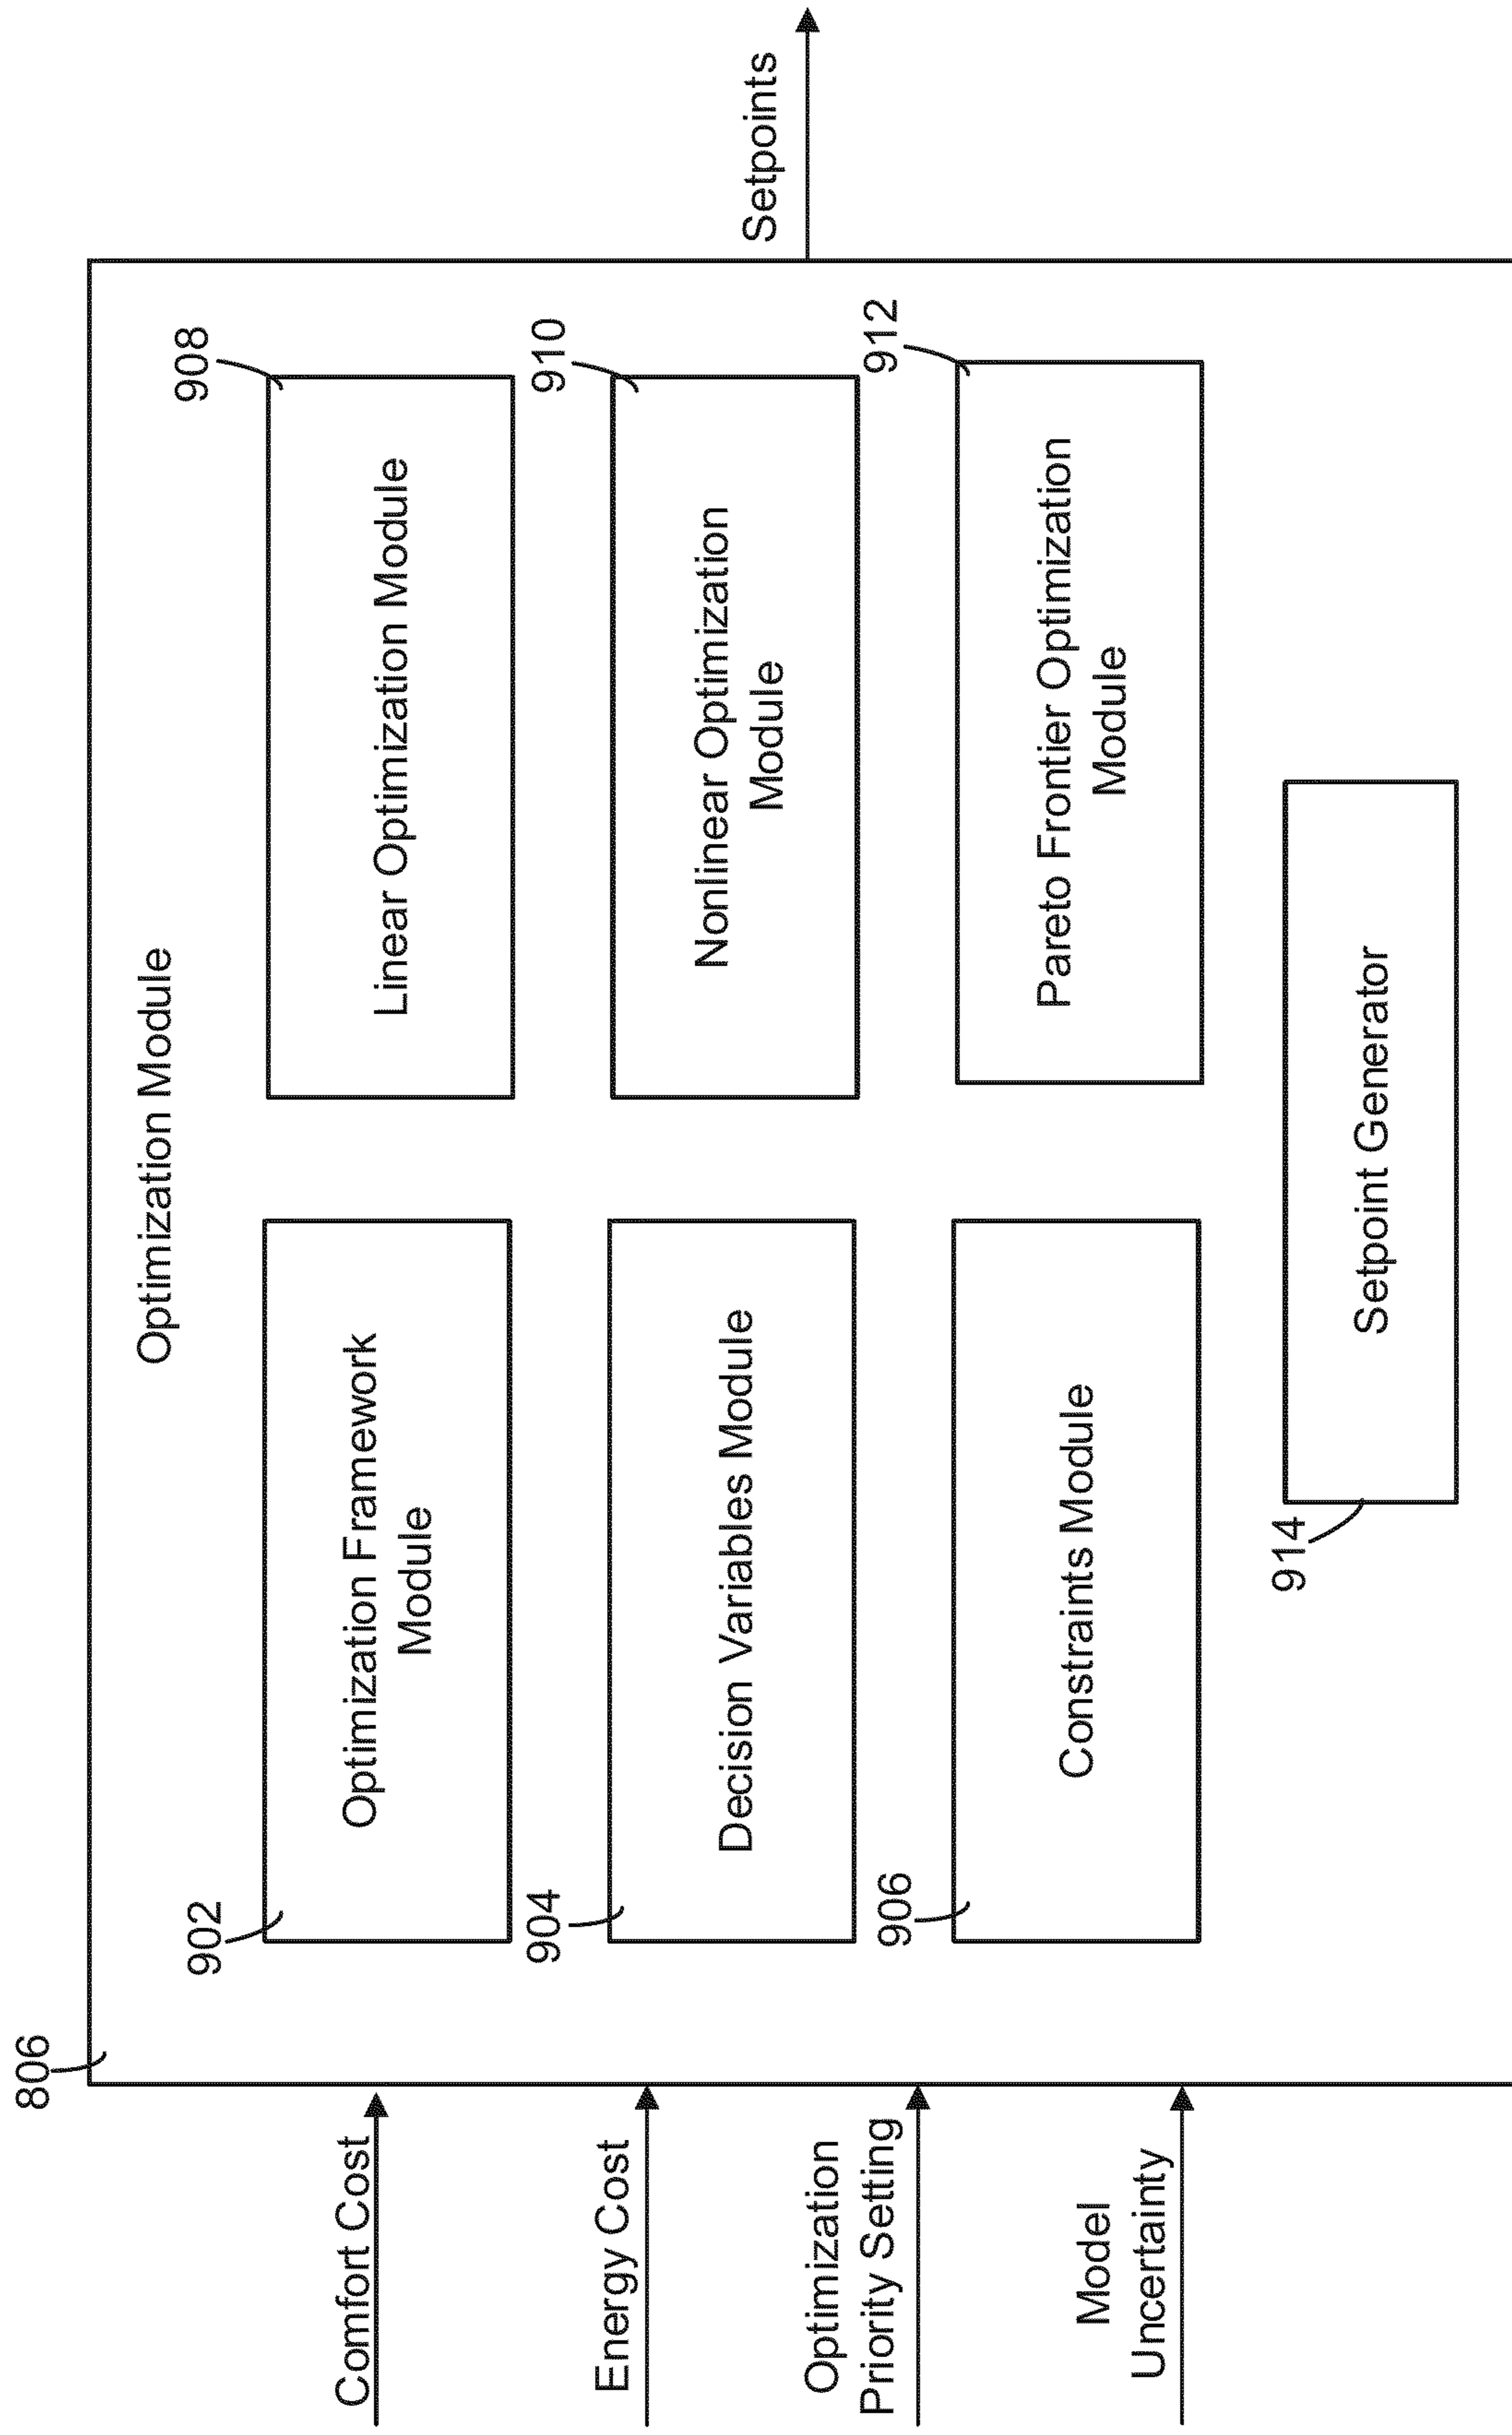 806
Optimization Module
Comfort Cost
Energy Cost
Optimization
Priority Setting
Model
Uncertainty
902
Optimization Framework
Module
904
Decision Variables Module
906
Constraints Module
908
Linear Optimization Module
910
Nonlinear Optimization
Module
912
Pareto Frontier Optimization
Module
914
Setpoint Generator
Setpoints